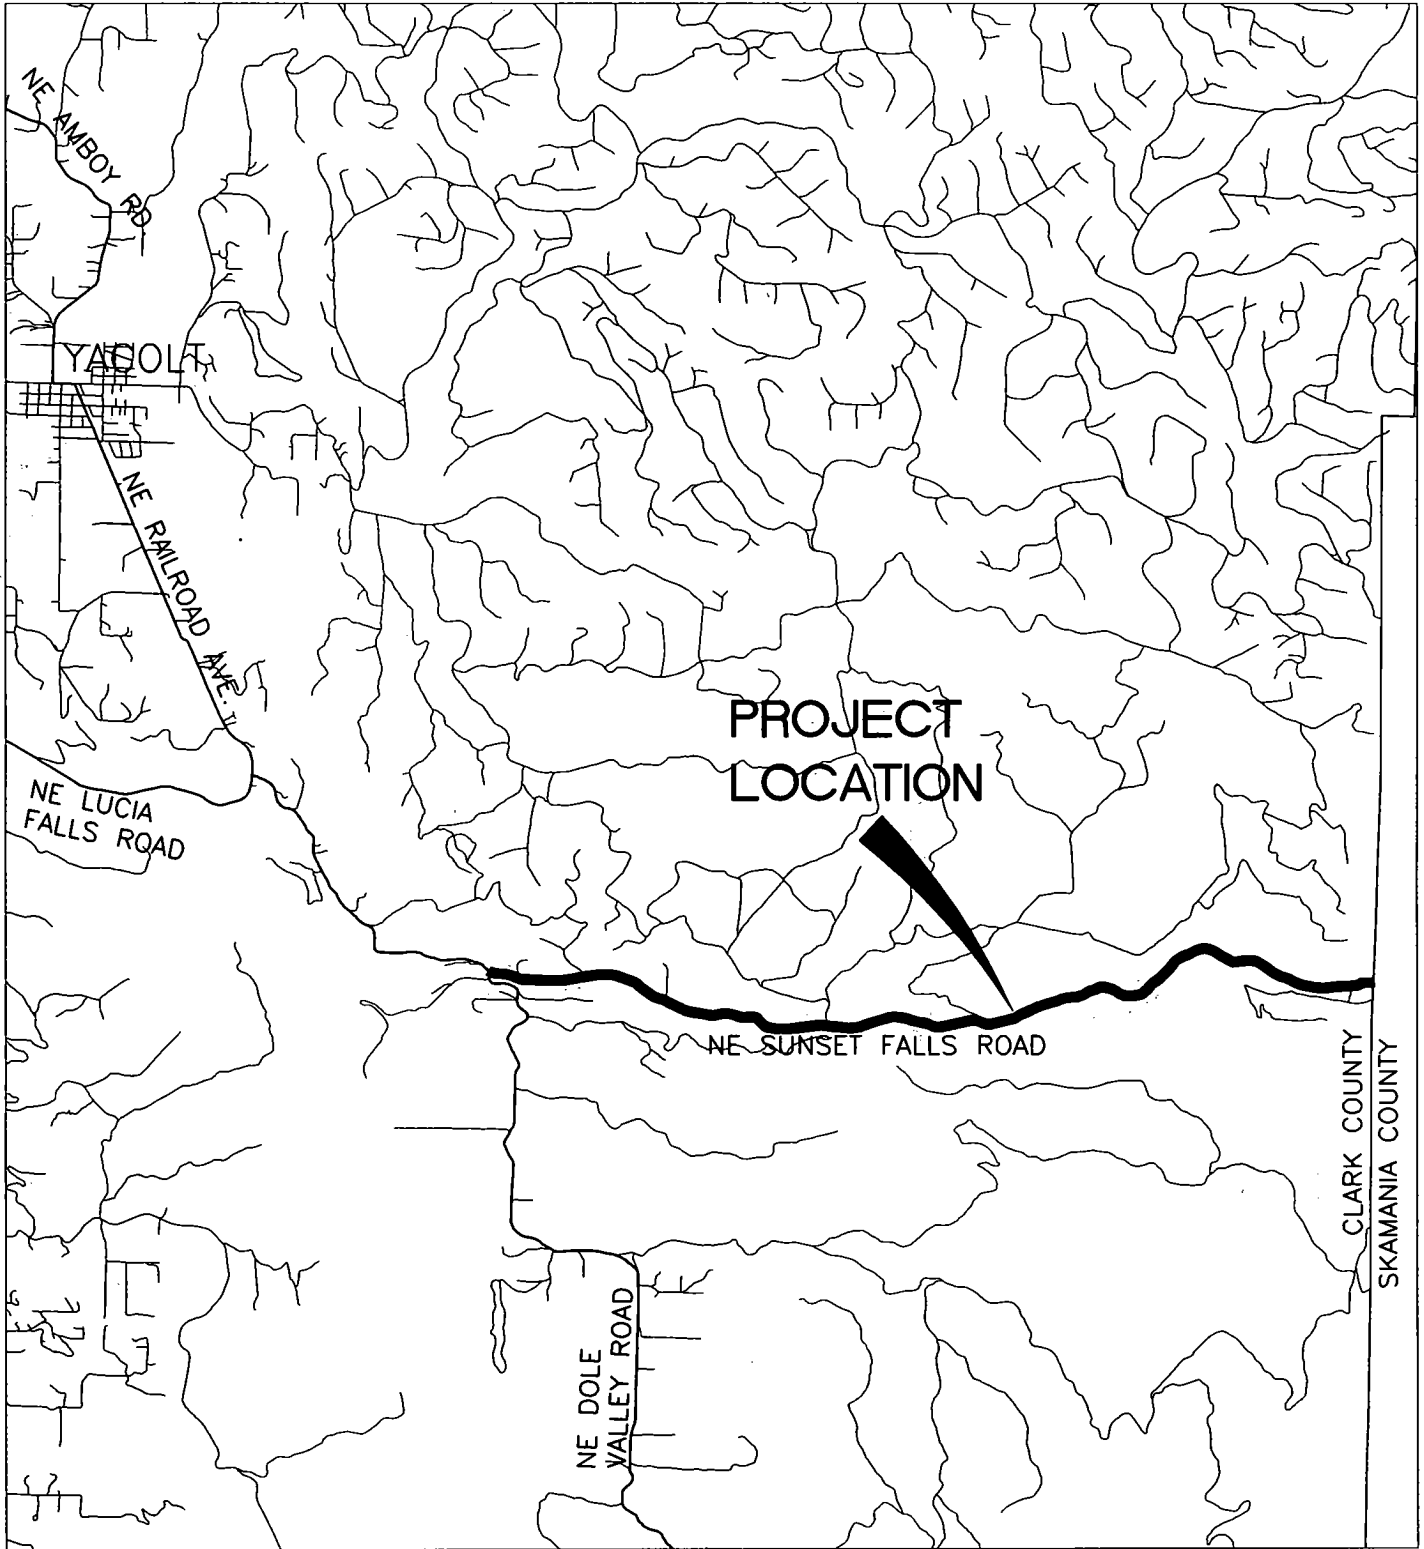 NE AMBOY RD
YACOLT
NE RAILROAD AVE.
PROJECT
LOCATION
NE LUCIA
FALLS ROAD
NE SUNSET FALLS ROAD
CLARK COUNTY
SKAMANIA COUNTY
NE DOLE
VALLEY ROAD